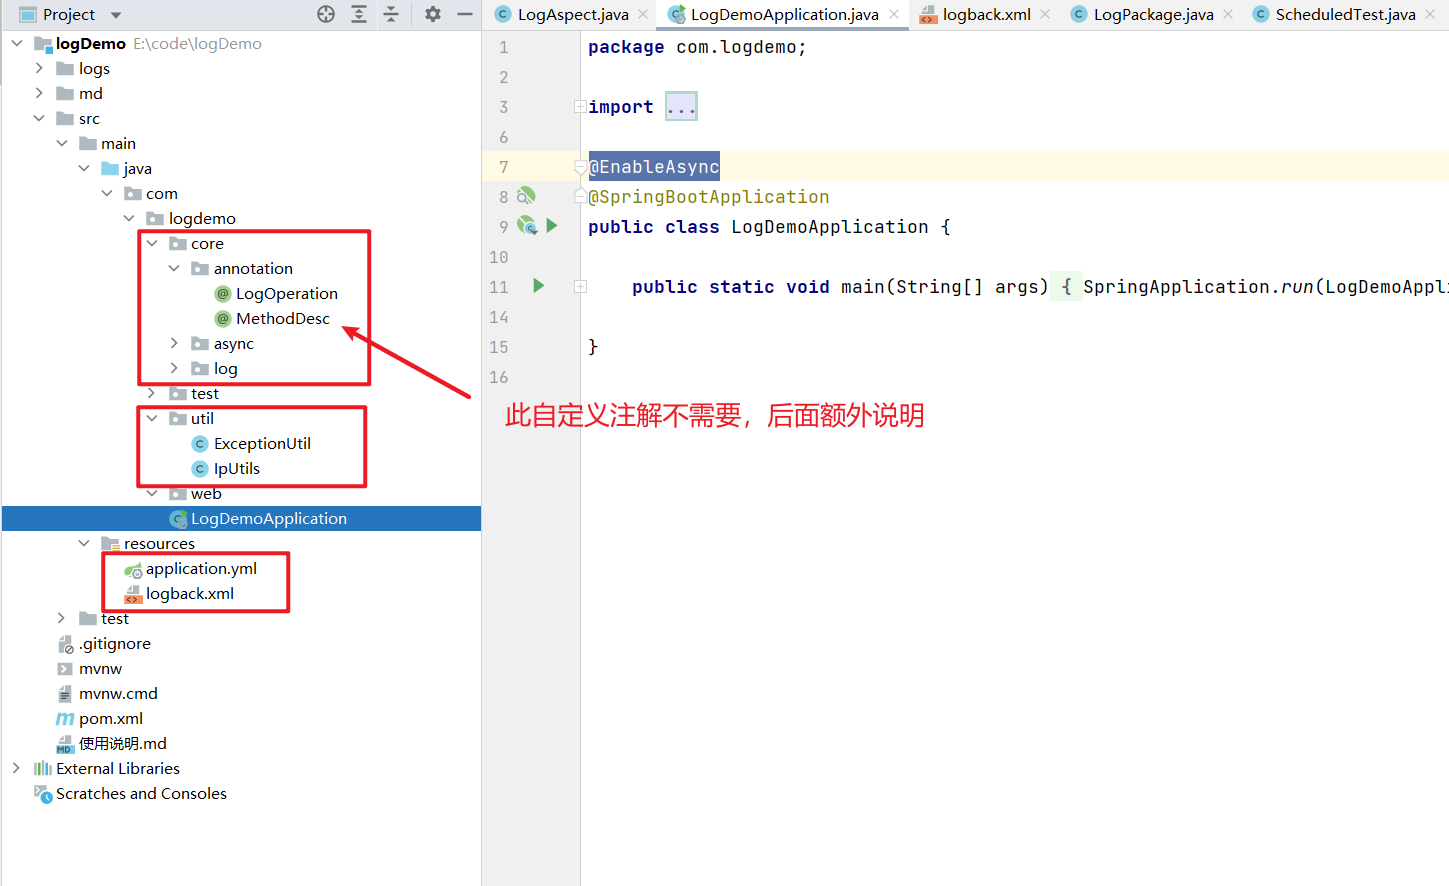 Project
logDemo E:\code\logDemo
logs
md
src
main
java
com
logdemo
core
annotation
LogOperation
MethodDesc
async
log
test
util
ExceptionUtil
IpUtils
web
LogDemoApplication
resources
application.yml
logback.xml
test
.gitignore
mvnw
mvnw.cmd
pom.xml
使用说明.md
External Libraries
Scratches and Consoles
LogAspect.java LogDemoApplication.java logback.xml LogPackage.java ScheduledTest.java
1 package com.logdemo;
2
3 import ...
6
7 @EnableAsync
8 @SpringBootApplication
9 public class LogDemoApplication {
10
11 public static void main(String[] args) { SpringApplication.run(LogDemoAppli
14
15 }
16
此自定义注解不需要，后面额外说明